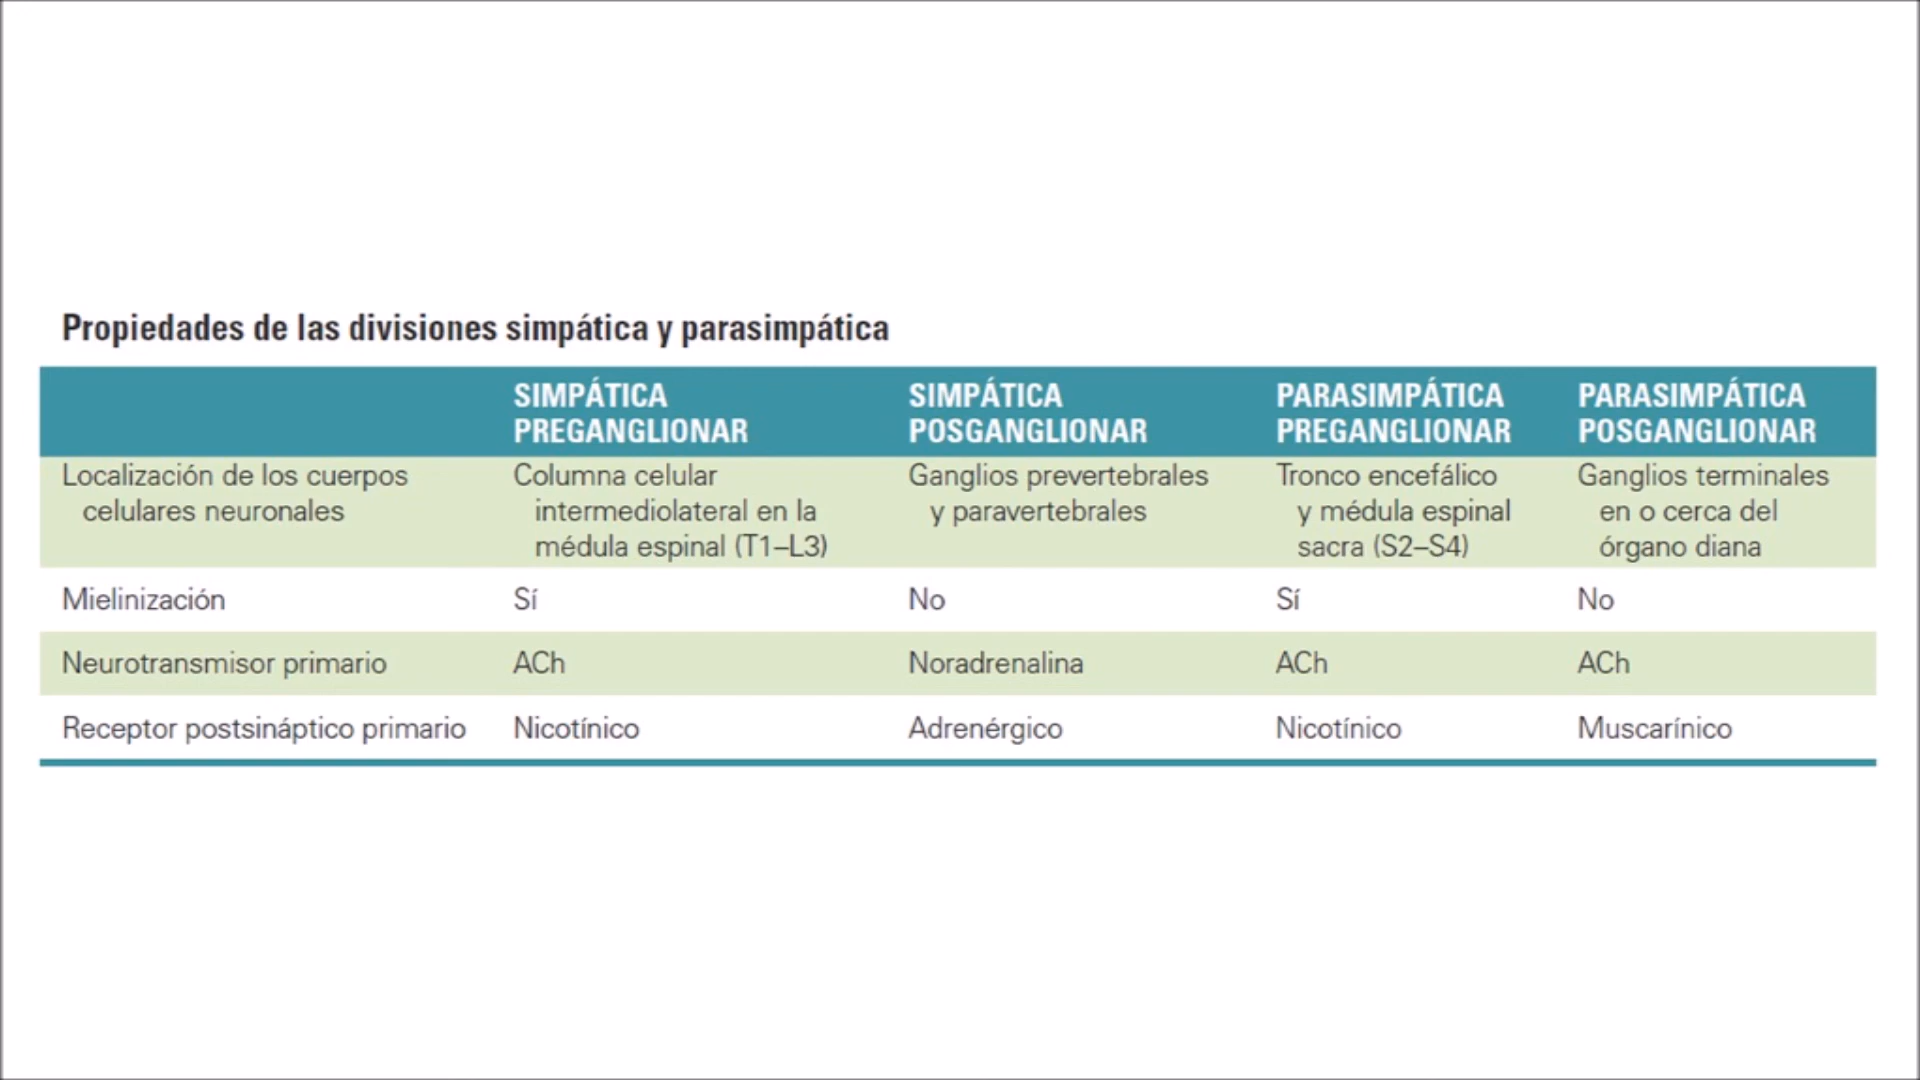 Propiedades de las divisiones simpática y parasimpática
SIMPÁTICA PREGANGLIONAR
SIMPÁTICA POSGANGLIONAR
PARASIMPÁTICA PREGANGLIONAR
PARASIMPÁTICA POSGANGLIONAR
Localización de los cuerpos
celulares neuronales
Columna celular
intermediolateral en la
médula espinal (T1–L3)
Ganglios prevertebrales
y paravertebrales
Tronco encefálico
y médula espinal
sacra (S2–S4)
Ganglios terminales
en o cerca del
órgano diana
Mielinización
Sí
No
Sí
No
Neurotransmisor primario
ACh
Noradrenalina
ACh
ACh
Receptor postsináptico primario
Nicotínico
Adrenérgico
Nicotínico
Muscarínico